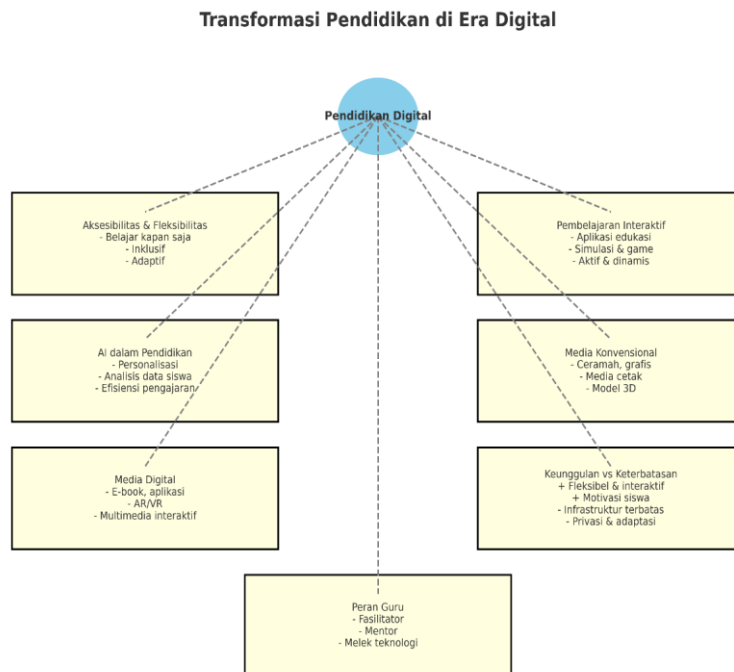 Transformasi Pendidikan di Era Digital
Pendidikan Digital
Aksesibilitas & Fleksibilitas
- Belajar kapan saja
- Inklusif
- Adaptif
Pembelajaran Interaktif
- Aplikasi edukasi
- Simulasi & game
- Aktif & dinamis
AI dalam Pendidikan
- Personalisasi
- Analisis data siswa
- Efisiensi pengajaran
Media Konvensional
- Ceramah, grafis
- Media cetak
- Model 3D
Media Digital
- E-book, aplikasi
- AR/VR
- Multimedia interaktif
Keunggulan vs Keterbatasan
+ Fleksibel & interaktif
+ Motivasi siswa
- Infrastruktur terbatas
- Privasi & adaptasi
Peran Guru
- Fasilitator
- Mentor
- Melek teknologi